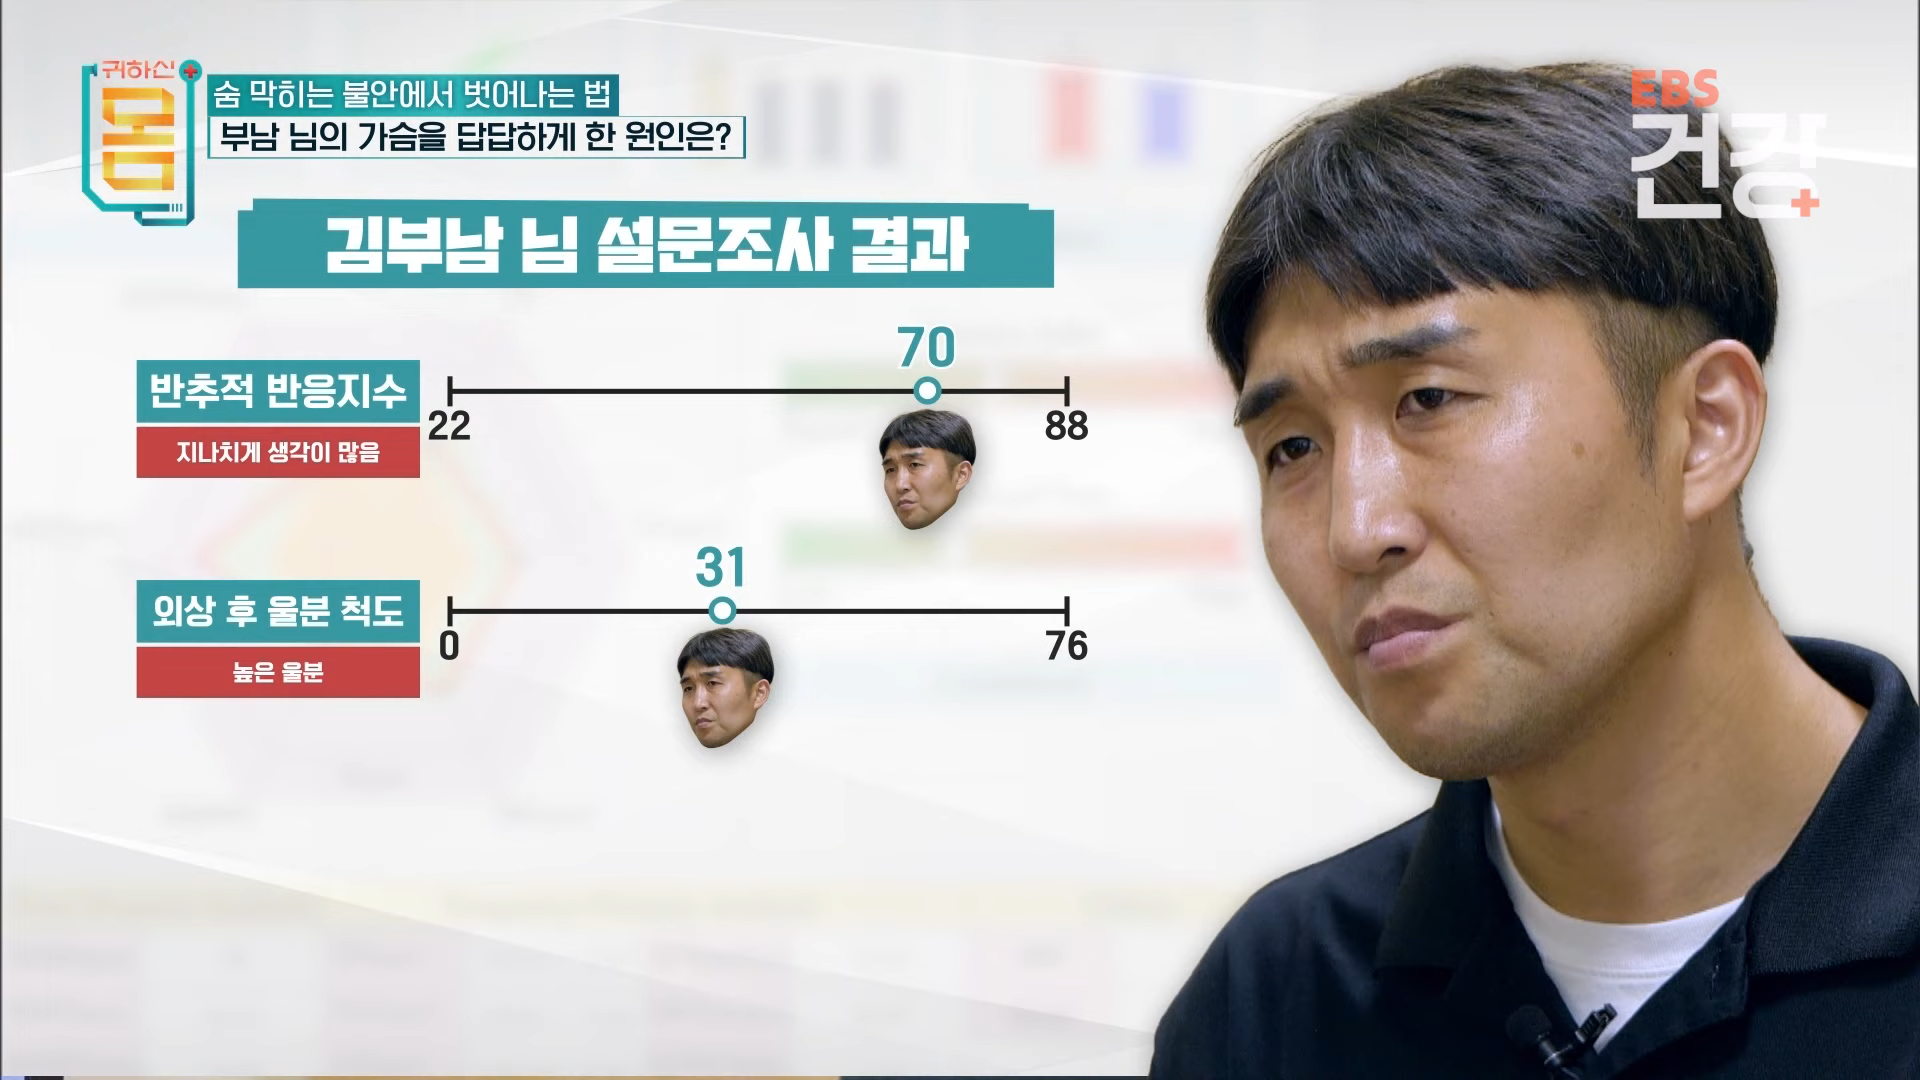 귀하신
몸
숨 막히는 불안에서 벗어나는 법
부남 님의 가슴을 답답하게 한 원인은?
EBS
건강
김부남 님 설문조사 결과
반추적 반응지수
지나치게 생각이 많음
70
22
88
외상 후 울분 척도
높은 울분
31
0
76